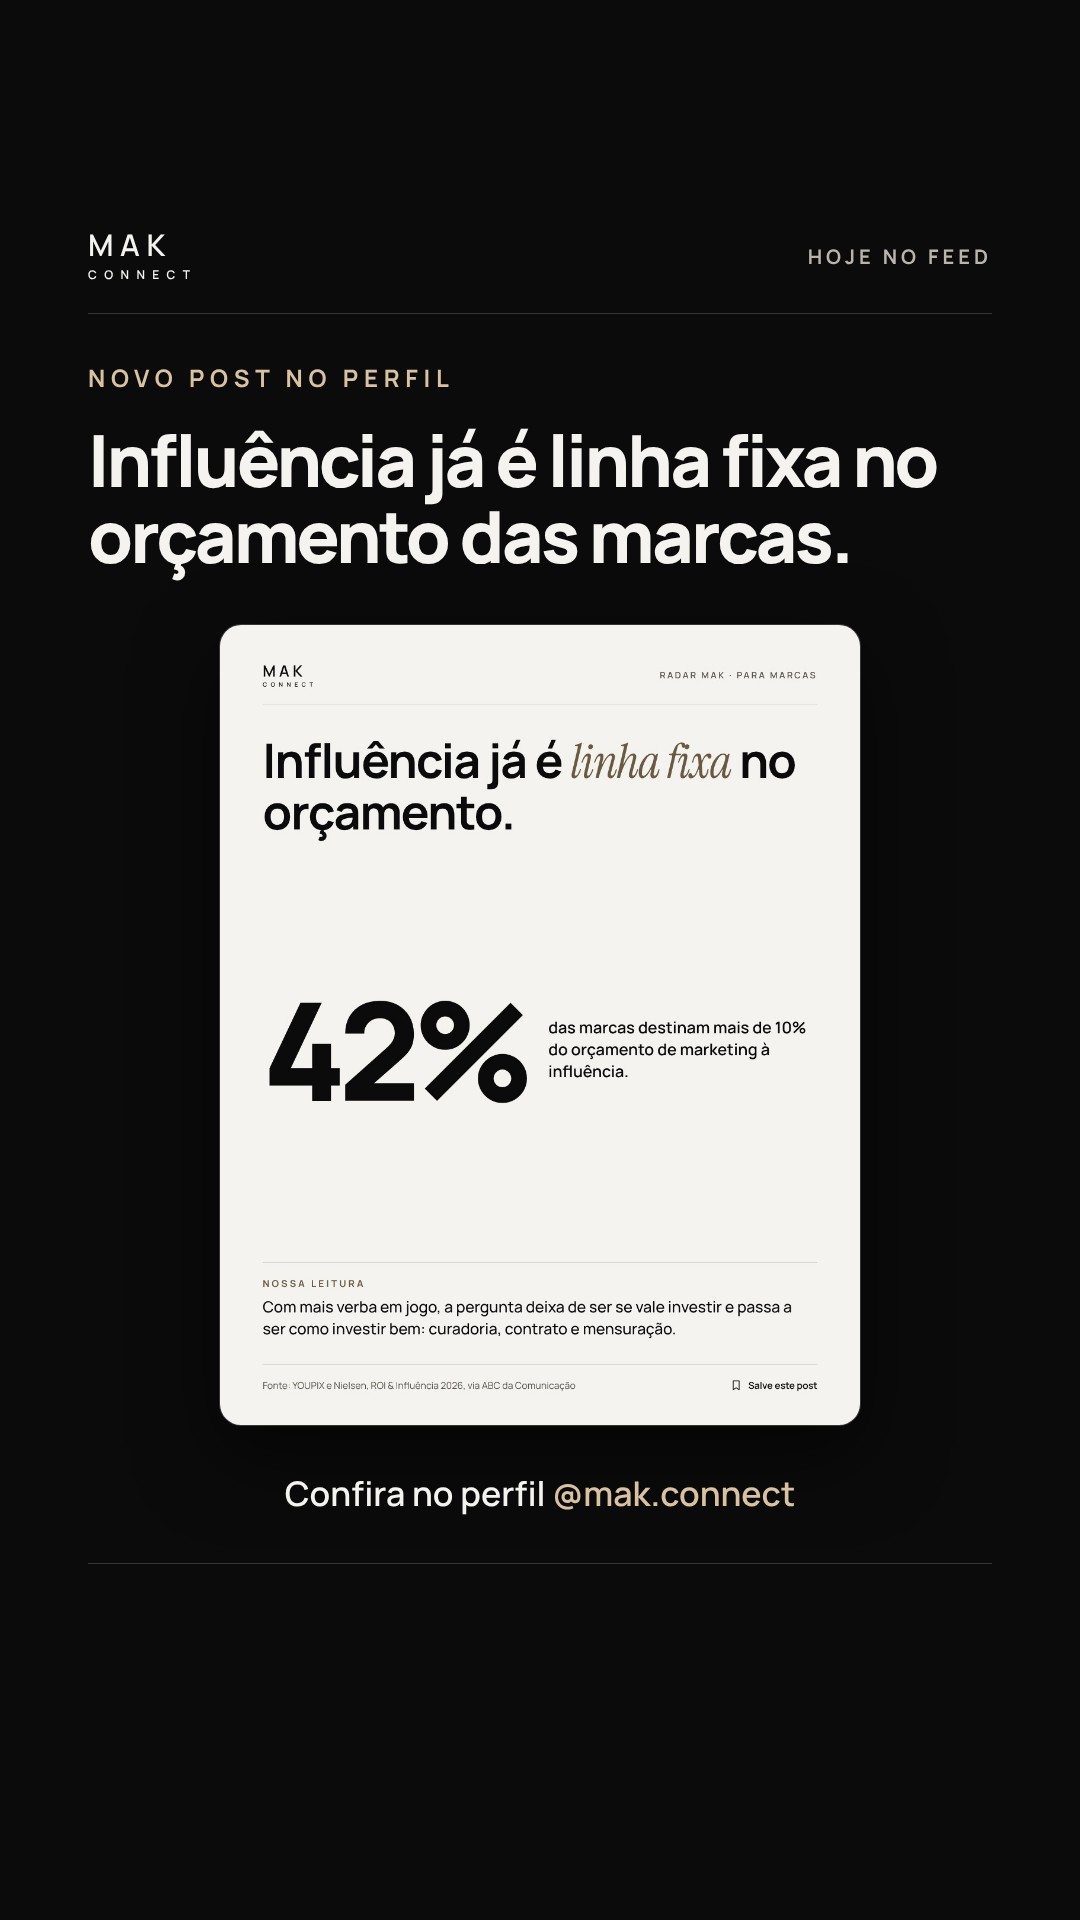 MAK
CONNECT
HOJE NO FEED
NOVO POST NO PERFIL
Influência já é linha fixa no
orçamento das marcas.
MAK
CONNECT
RADAR MAK · PARA MARCAS
Influência já é linha fixa no
orçamento.
42%
das marcas destinam mais de 10%
do orçamento de marketing à
influência.
NOSSA LEITURA
Com mais verba em jogo, a pergunta deixa de ser se vale investir e passa a
ser como investir bem: curadoria, contrato e mensuração.
Fonte: YOUPIX e Nielsen, ROI & Influência 2026, via ABC da Comunicação
Salve este post
Confira no perfil @mak.connect